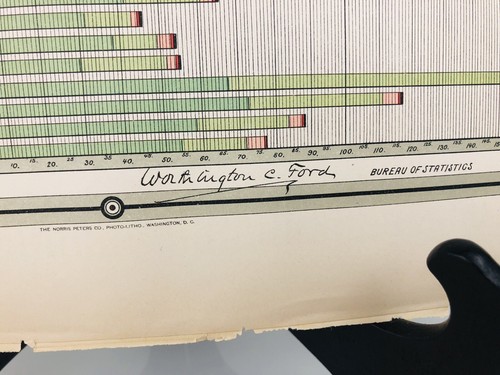 10. 15. 20. 25. 30. 35. 40. 45. 50. 55. 60. 65. 70. 75. 80. 85. 90. 95. 100. 105. 110. 115. 120. 125. 130. 135. 140. 145. 15
Worthington C. Ford
BUREAU OF STATISTICS
THE NORRIS PETERS CO., PHOTO-LITHO., WASHINGTON, D. C.